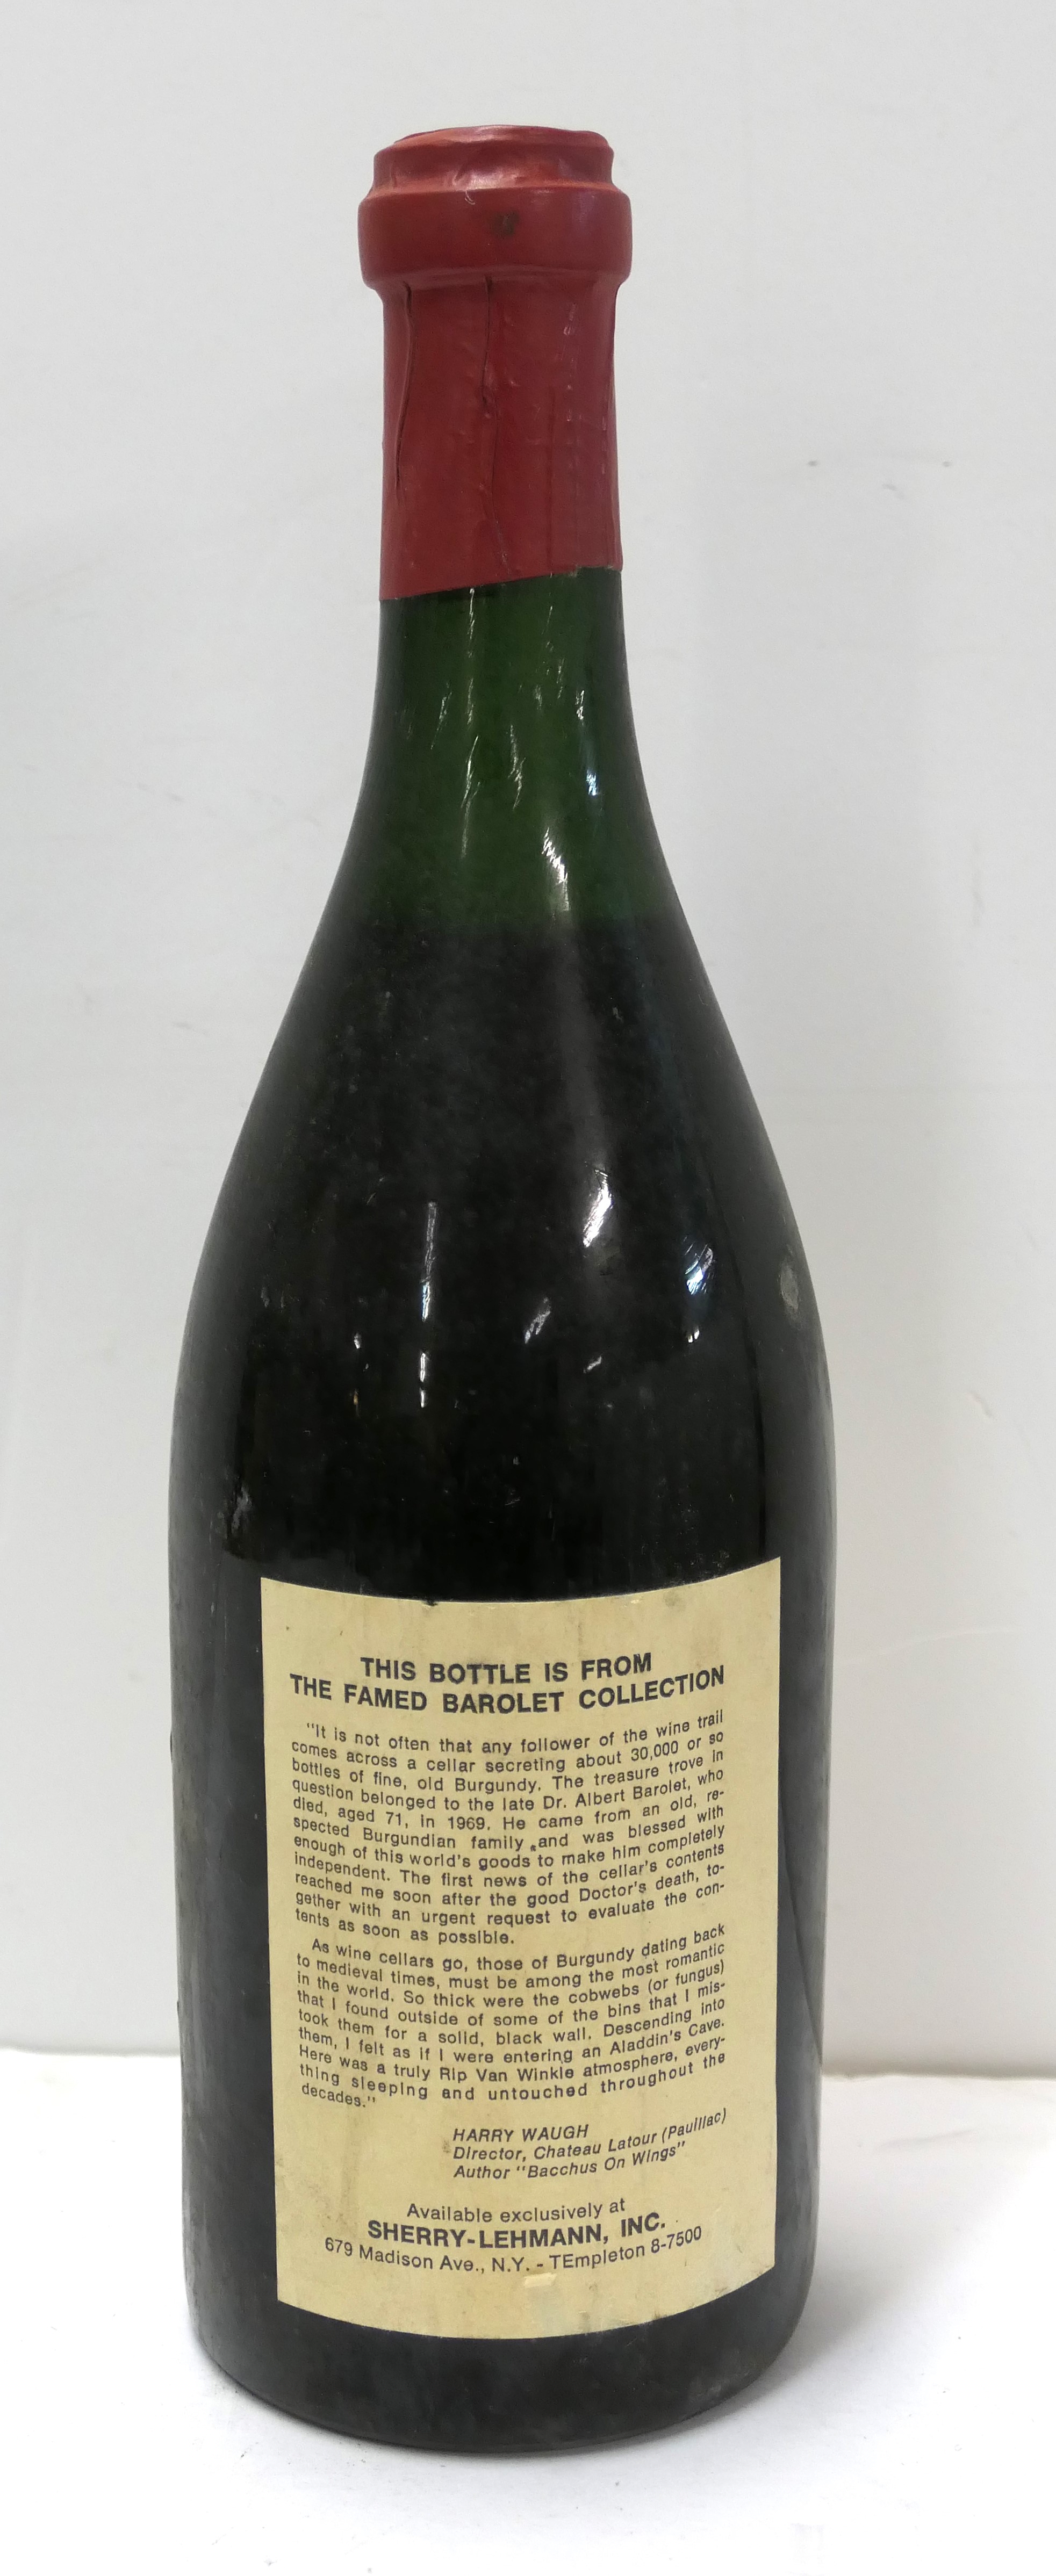 THIS BOTTLE IS FROM
THE FAMED BAROLET COLLECTION
"It is not often that any follower of the wine trail
comes across a cellar secreting about 30,000 or so
bottles of fine, old Burgundy. The treasure trove in
question belonged to the late Dr. Albert Barolet, who
died, aged 71, in 1969. He came from an old, re-
spected Burgundian family and was blessed with
enough of this world's goods to make him completely
independent. The first news of the cellar's contents
reached me soon after the good Doctor's death, to-
gether with an urgent request to evaluate the con-
tents as soon as possible.
As wine cellars go, those of Burgundy dating back
to medieval times, must be among the most romantic
in the world. So thick were the cobwebs (or fungus)
that I found outside of some of the bins that I mis-
took them for a solid, black wall. Descending into
them, I felt as if I were entering an Aladdin's Cave.
Here was a truly Rip Van Winkle atmosphere, every-
thing sleeping and untouched throughout the
decades."
HARRY WAUGH
Director, Chateau Latour (Pauillac)
Author "Bacchus On Wings"
Available exclusively at
SHERRY-LEHMANN, INC.
679 Madison Ave., N.Y. - TEmpleton 8-7500